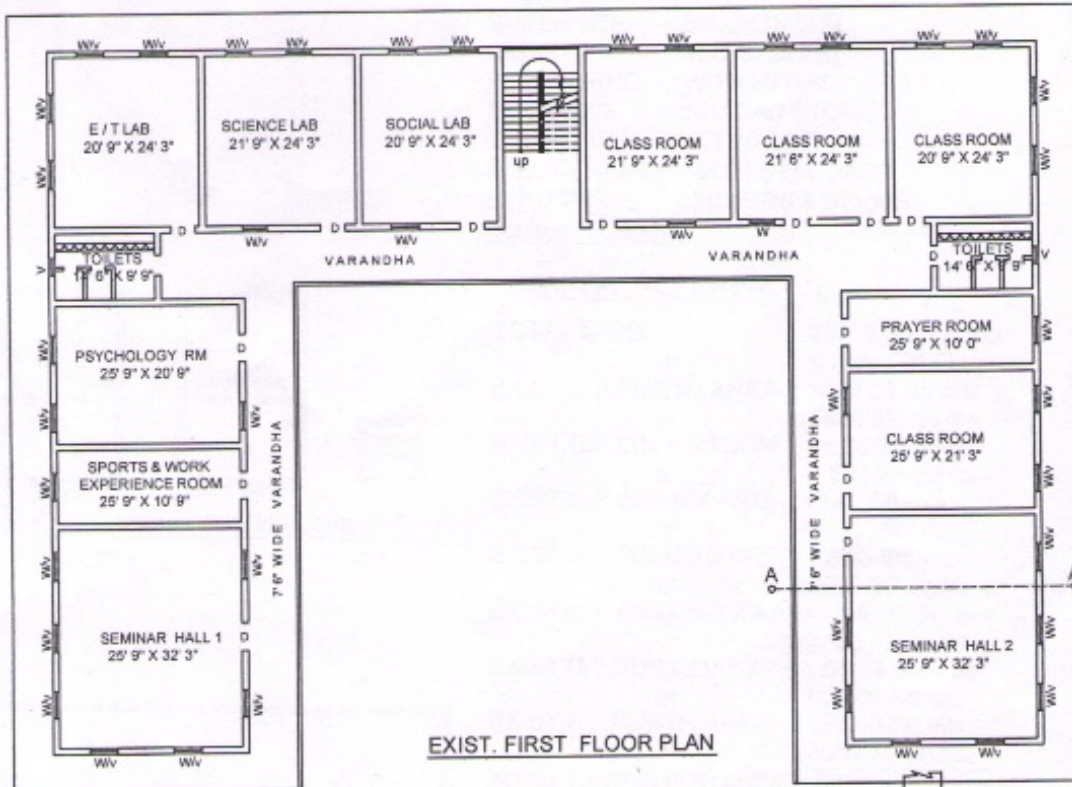 W/v W/v W/v W/v W/v W/v W/v W/v W/v W/v W/v W/v
W/v
W/v
E / T LAB
20' 9" X 24' 3"
SCIENCE LAB
21' 9" X 24' 3"
SOCIAL LAB
20' 9" X 24' 3"
up
CLASS ROOM
21' 9" X 24' 3"
CLASS ROOM
21' 6" X 24' 3"
CLASS ROOM
20' 9" X 24' 3"
W/v
W/v
D W/v D W/v D D W/v W D D
VARANDHA
VARANDHA
V
TOILETS
D
TOILETS
V
W/v
PSYCHOLOGY RM
25' 9" X 20' 9"
D
W/v
W/v
SPORTS & WORK
EXPERIENCE ROOM
25' 9" X 10' 9"
W/v
D
W/v
W/v
SEMINAR HALL 1
25' 9" X 32' 3"
W/v
D
W/v
W/v
W/v W/v
7'6" WIDE VARANDHA
D
PRAYER ROOM
25' 9" X 10' 0"
W/v
W/v
CLASS ROOM
25' 9" X 21' 3"
W/v
D
W/v
7'6" WIDE VARANDHA
D
W/v
A
A
W/v
SEMINAR HALL 2
25' 9" X 32' 3"
W/v
W/v
W/v
W/v W/v
EXIST. FIRST FLOOR PLAN